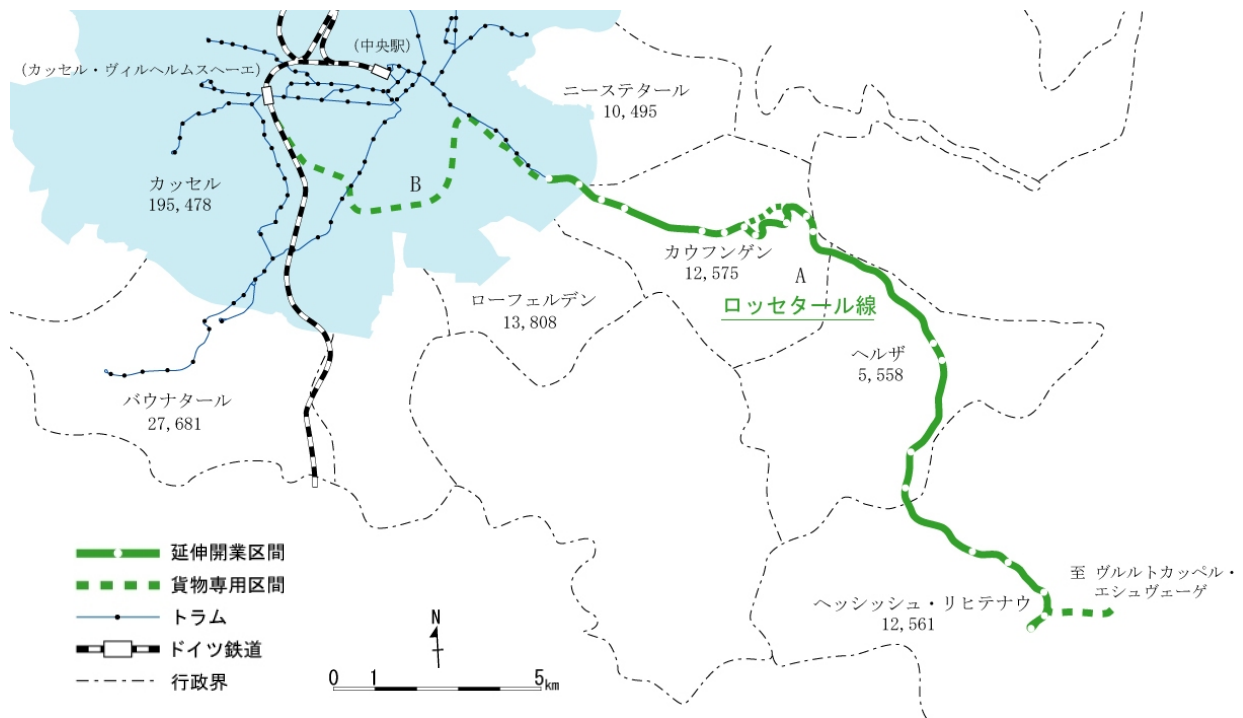 (中央駅)
(カッセル・ヴィルヘルムスヘーエ)
ニーステタール
10,495
カッセル
195,478
B
カウフンゲン
12,575
A
ロッセタール線
ローフェルデン
13,808
ヘルザ
5,558
バウナタール
27,681
延伸開業区間
貨物専用区間
トラム
ドイツ鉄道
行政界
N
0 1 5km
至 ヴルルトカッペル・
エシュヴェーゲ
ヘッシッシュ・リヒテナウ
12,561